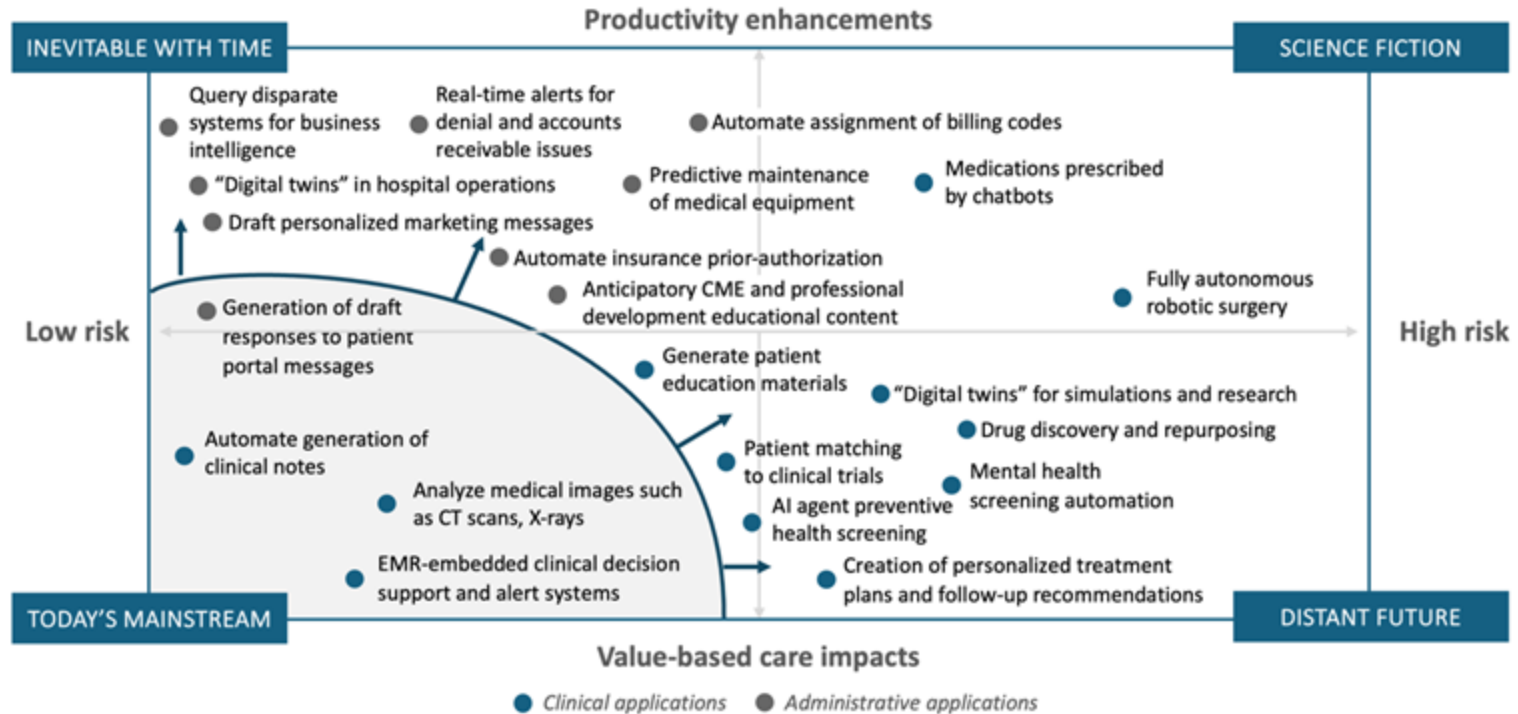 Productivity enhancements
INEVITABLE WITH TIME
SCIENCE FICTION
Query disparate
systems for business
intelligence
Real-time alerts for
denial and accounts
receivable issues
Automate assignment of billing codes
"Digital twins" in hospital operations
Predictive maintenance
of medical equipment
Medications prescribed
by chatbots
Draft personalized marketing messages
Automate insurance prior-authorization
Anticipatory CME and professional
development educational content
Fully autonomous
robotic surgery
Generation of draft
responses to patient
portal messages
Low risk
High risk
Generate patient
education materials
"Digital twins" for simulations and research
Drug discovery and repurposing
Automate generation of
clinical notes
Patient matching
to clinical trials
Mental health
screening automation
Analyze medical images such
as CT scans, X-rays
AI agent preventive
health screening
EMR-embedded clinical decision
support and alert systems
Creation of personalized treatment
plans and follow-up recommendations
TODAY'S MAINSTREAM
DISTANT FUTURE
Value-based care impacts
Clinical applications
Administrative applications